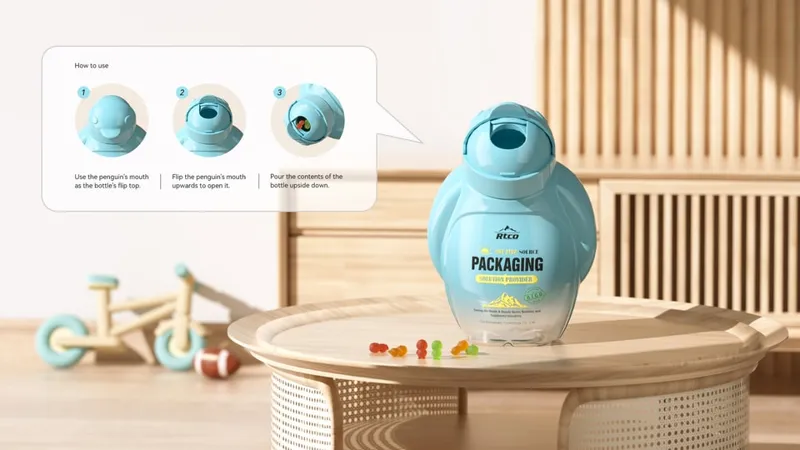 How to use
1
2
3
Use the penguin's mouth
as the bottle's flip top.
Flip the penguin's mouth
upwards to open it.
Pour the contents of the
bottle upside down.
Rtco
SOURCE
PACKAGING
SOLUTION PROVIDER